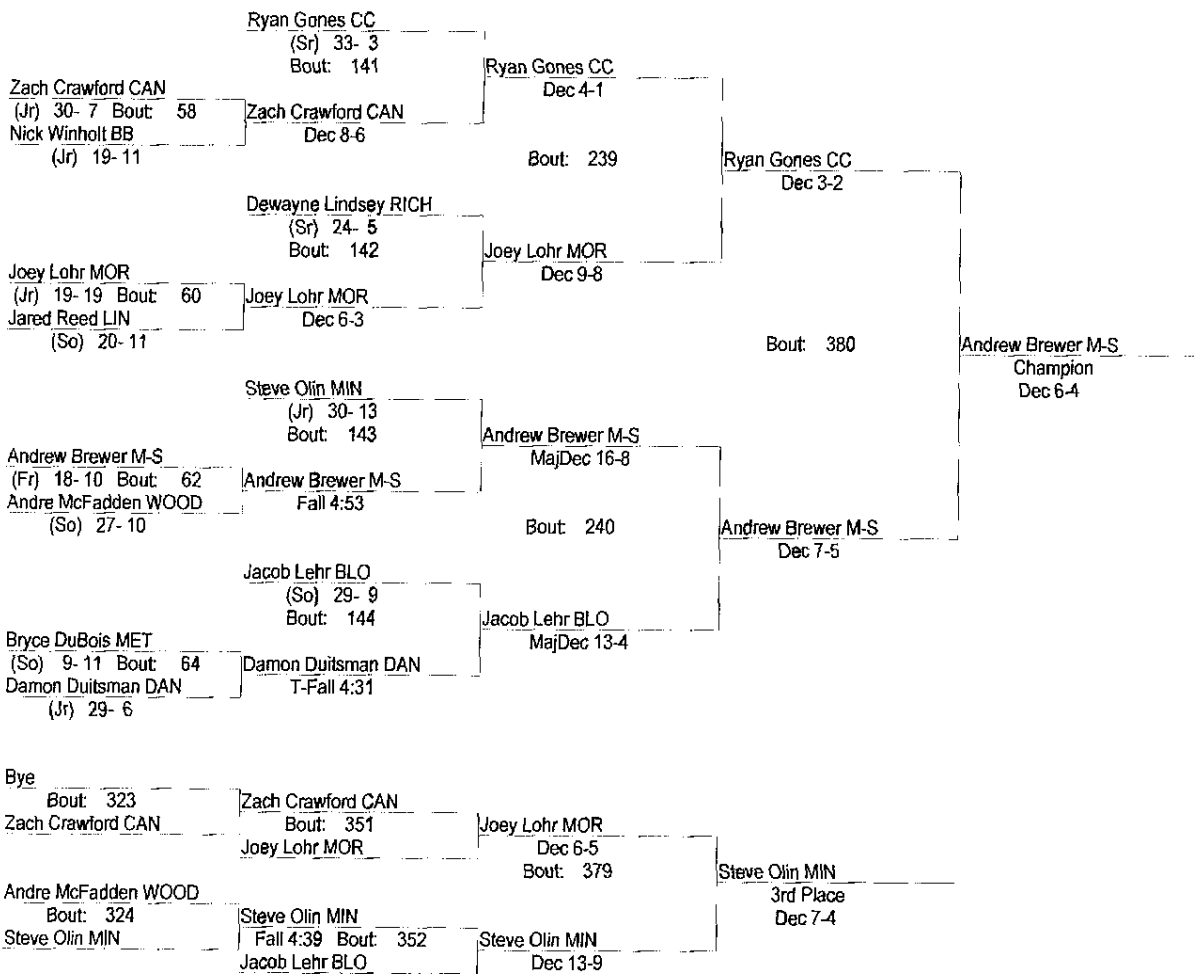 Ryan Gones CC
(Sr) 33- 3
Bout: 141
Zach Crawford CAN
(Jr) 30- 7 Bout: 58
Nick Winholt BB
(Jr) 19- 11
Zach Crawford CAN
Dec 8-6
Ryan Gones CC
Dec 4-1
Bout: 239
Dewayne Lindsey RICH
(Sr) 24- 5
Bout: 142
Joey Lohr MOR
(Jr) 19- 19 Bout: 60
Jared Reed LIN
(So) 20- 11
Joey Lohr MOR
Dec 6-3
Joey Lohr MOR
Dec 9-8
Ryan Gones CC
Dec 3-2
Bout: 380
Steve Olin MIN
(Jr) 30- 13
Bout: 143
Andrew Brewer M-S
(Fr) 18- 10 Bout: 62
Andre McFadden WOOD
(So) 27- 10
Andrew Brewer M-S
Fall 4:53
Andrew Brewer M-S
MajDec 16-8
Bout: 240
Jacob Lehr BLO
(So) 29- 9
Bout: 144
Bryce DuBois MET
(So) 9- 11 Bout: 64
Damon Duitsman DAN
(Jr) 29- 6
Damon Duitsman DAN
T-Fall 4:31
Jacob Lehr BLO
MajDec 13-4
Andrew Brewer M-S
Dec 7-5
Andrew Brewer M-S
Champion
Dec 6-4
Bye
Bout: 323
Zach Crawford CAN
Zach Crawford CAN
Bout: 351
Joey Lohr MOR
Joey Lohr MOR
Dec 6-5
Bout: 379
Andre McFadden WOOD
Bout: 324
Steve Olin MIN
Steve Olin MIN
Fall 4:39 Bout: 352
Jacob Lehr BLO
Steve Olin MIN
Dec 13-9
Steve Olin MIN
3rd Place
Dec 7-4